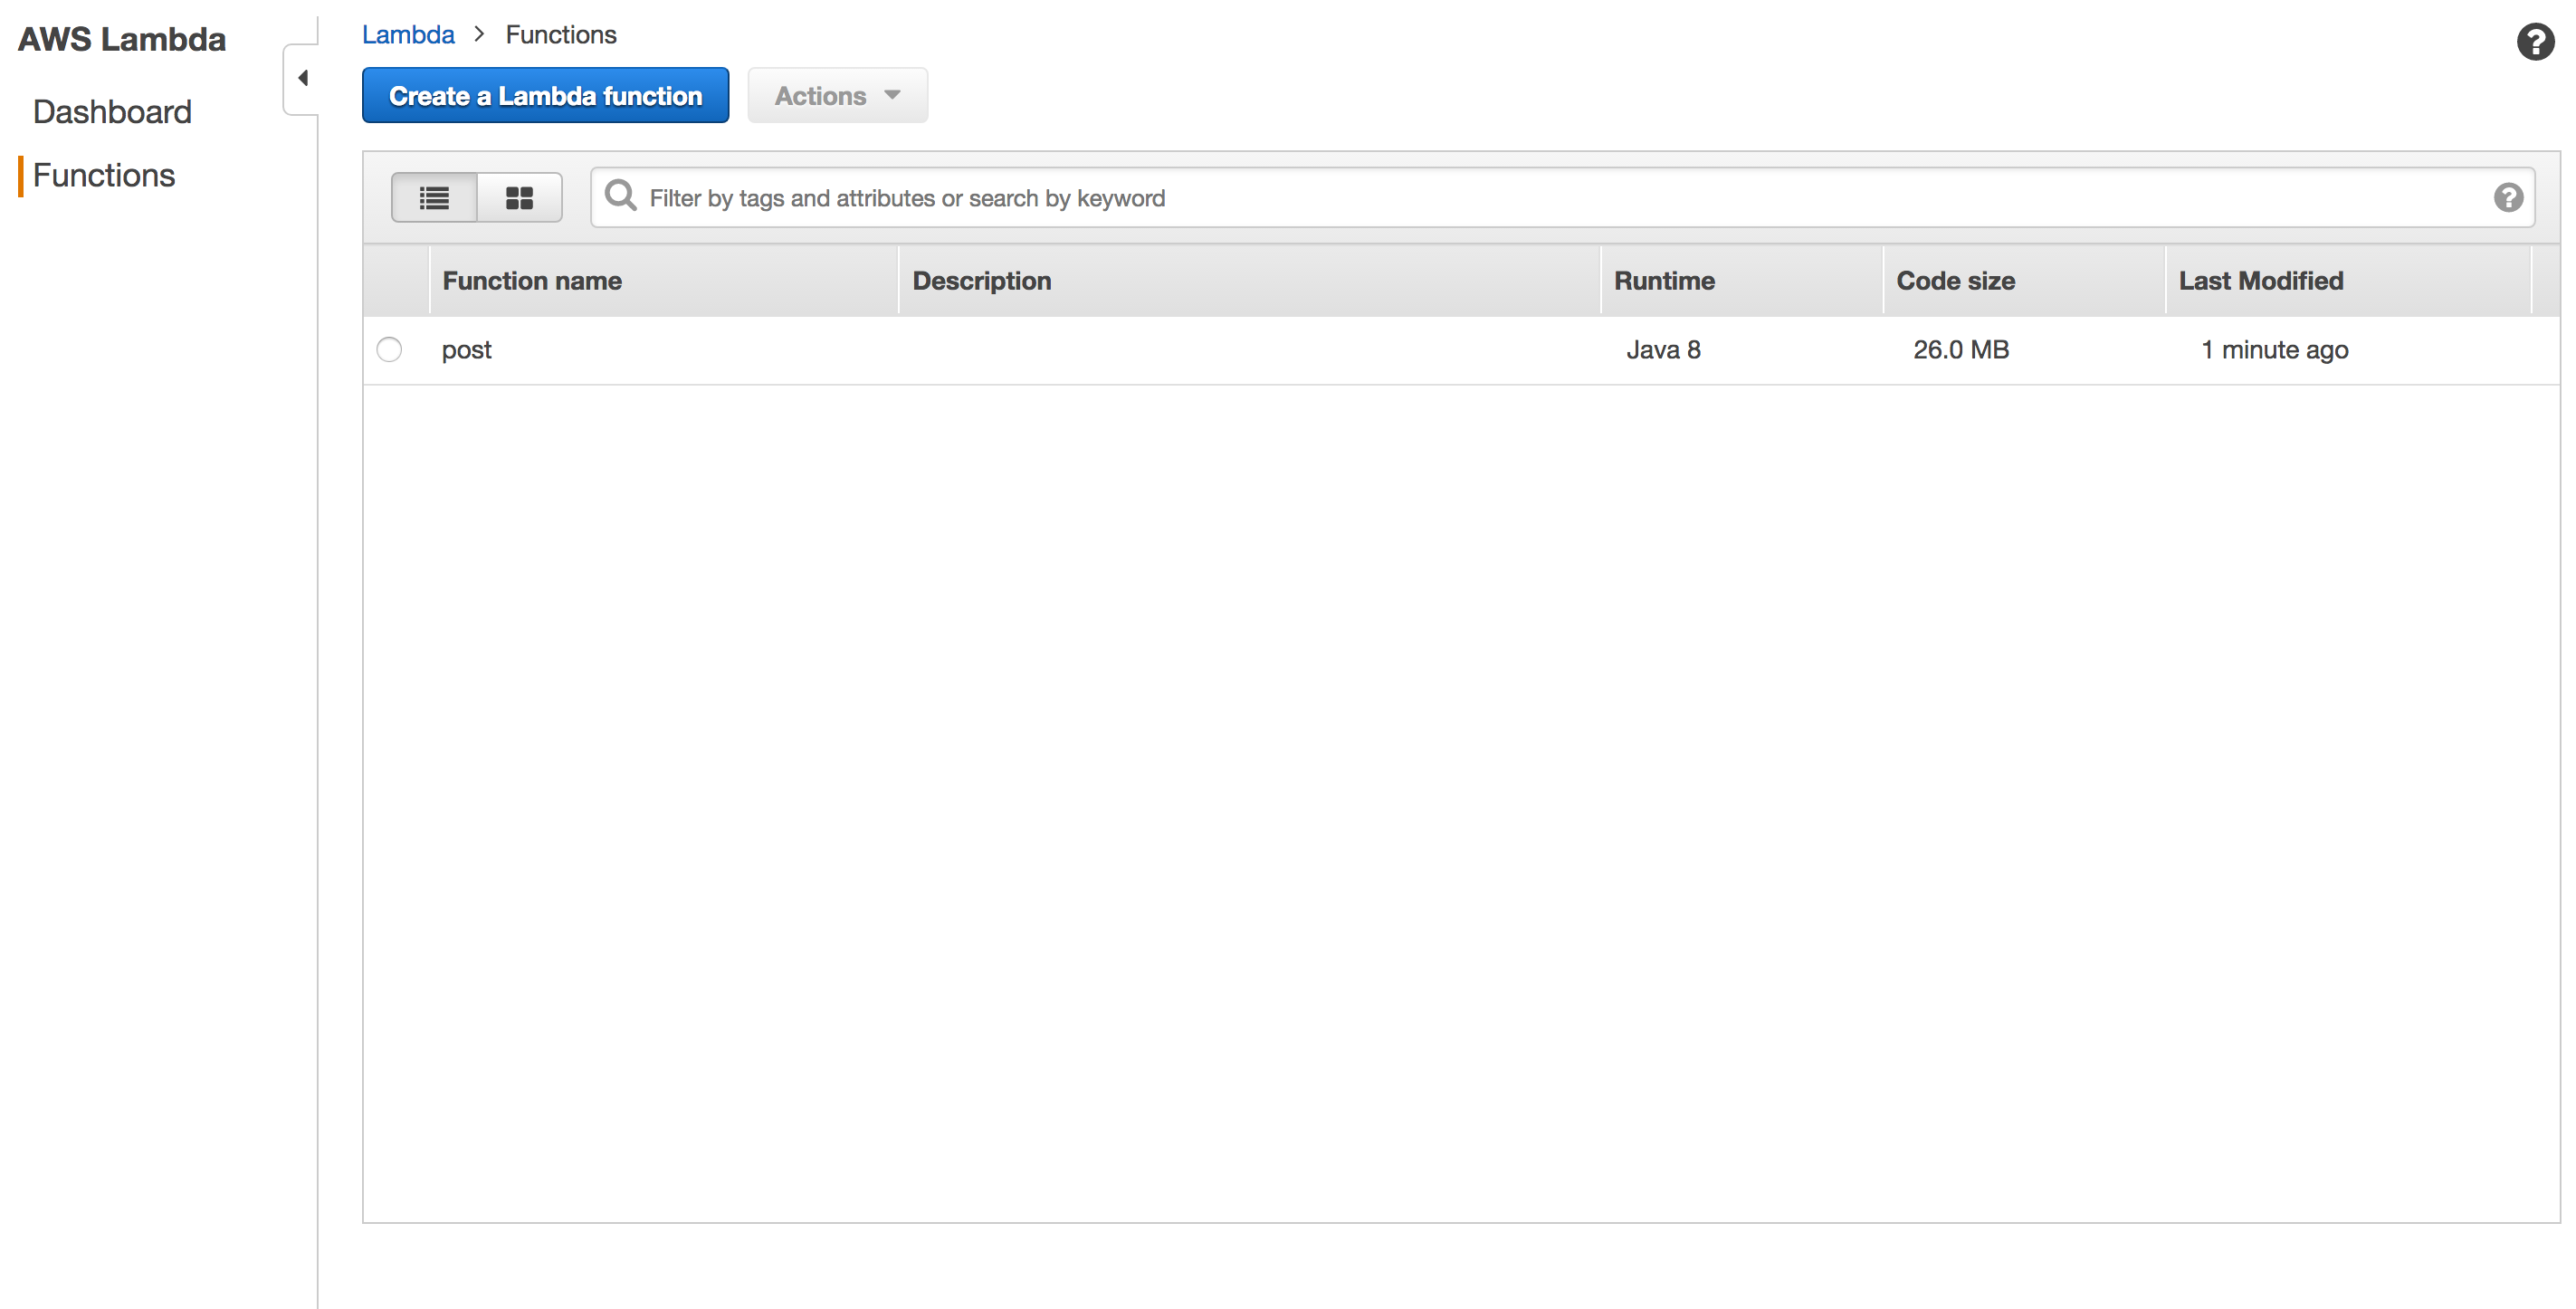 AWS Lambda
Dashboard
Functions
Lambda > Functions
Create a Lambda function
Actions
Filter by tags and attributes or search by keyword
Function name Description Runtime Code size Last Modified
post Java 8 26.0 MB 1 minute ago